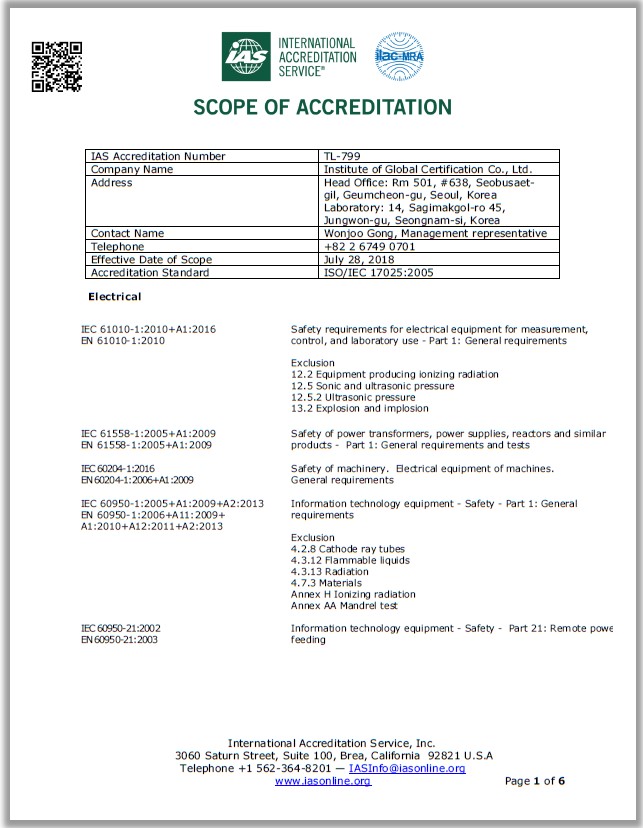 IAS
INTERNATIONAL
ACCREDITATION
SERVICE®
ilac-MRA
SCOPE OF ACCREDITATION
IAS Accreditation Number TL-799
Company Name Institute of Global Certification Co., Ltd.
Address Head Office: Rm 501, #638, Seobusaet-
gil, Geumcheon-gu, Seoul, Korea
Laboratory: 14, Sagimakgol-ro 45,
Jungwon-gu, Seongnam-si, Korea
Contact Name Wonjoo Gong, Management representative
Telephone +82 2 6749 0701
Effective Date of Scope July 28, 2018
Accreditation Standard ISO/IEC 17025:2005
Electrical
IEC 61010-1:2010+A1:2016 Safety requirements for electrical equipment for measurement,
EN 61010-1:2010 control, and laboratory use - Part 1: General requirements
Exclusion
12.2 Equipment producing ionizing radiation
12.5 Sonic and ultrasonic pressure
12.5.2 Ultrasonic pressure
13.2 Explosion and implosion
IEC 61558-1:2005+A1:2009 Safety of power transformers, power supplies, reactors and similar
EN 61558-1:2005+A1:2009 products - Part 1: General requirements and tests
IEC 60204-1:2016 Safety of machinery. Electrical equipment of machines.
EN 60204-1:2006+A1:2009 General requirements
IEC 60950-1:2005+A1:2009+A2:2013 Information technology equipment - Safety - Part 1: General
EN 60950-1:2006+A11:2009+ requirements
A1:2010+A12:2011+A2:2013
Exclusion
4.2.8 Cathode ray tubes
4.3.12 Flammable liquids
4.3.13 Radiation
4.7.3 Materials
Annex H Ionizing radiation
Annex AA Mandrel test
IEC 60950-21:2002 Information technology equipment - Safety - Part 21: Remote powe
EN 60950-21:2003 feeding
International Accreditation Service, Inc.
3060 Saturn Street, Suite 100, Brea, California 92821 U.S.A
Telephone +1 562-364-8201 — IASInfo@iasonline.org
www.iasonline.org Page 1 of 6